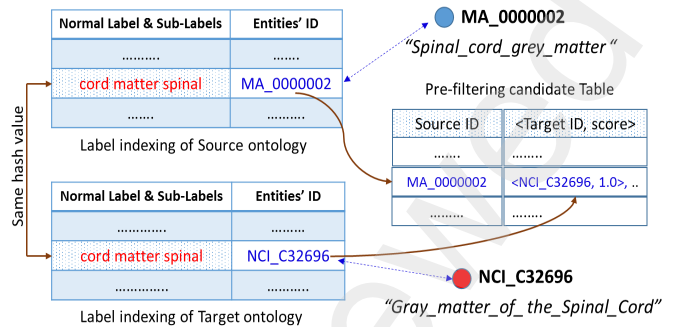 Normal Label & Sub-Labels Entities' ID
.......... ........
cord matter spinal MA_0000002
....... ........
Label indexing of Source ontology
MA_0000002
“Spinal_cord_grey_matter “
Pre-filtering candidate Table
Source ID <Target ID, score>
....... ........
MA_0000002 <NCI_C32696, 1.0>, ..
......... ........
Same hash value
Normal Label & Sub-Labels Entities' ID
............. ..........
cord matter spinal NCI_C32696
.............. ..........
Label indexing of Target ontology
NCI_C32696
“Gray_matter_of_ the_Spinal_Cord”